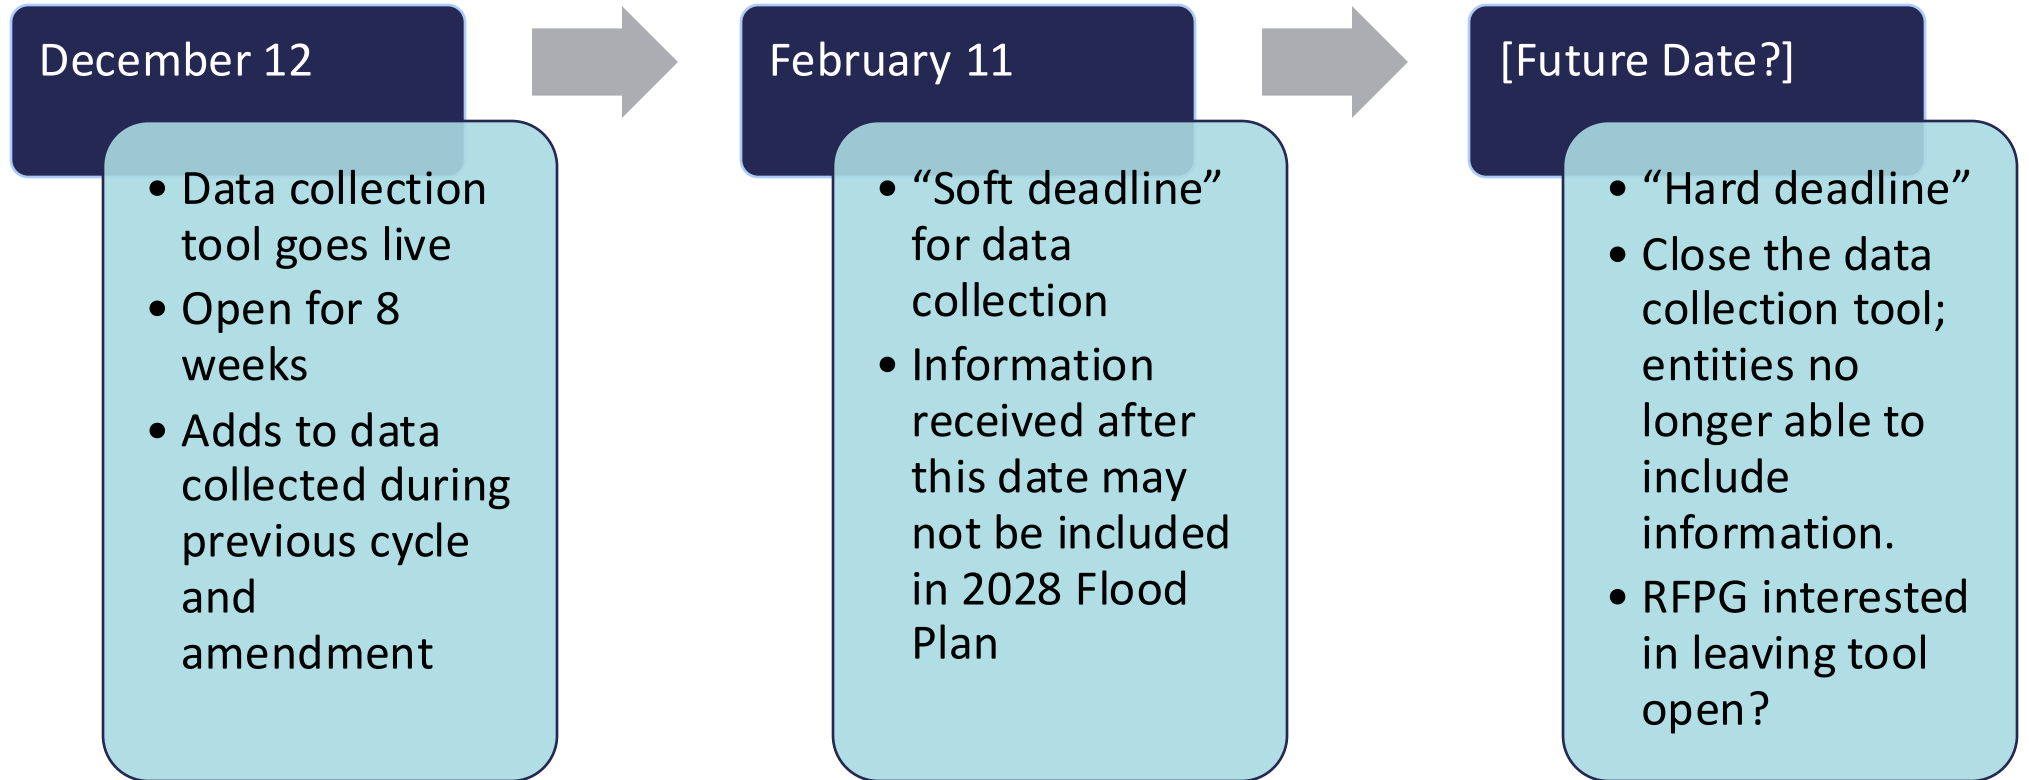 December 12
• Data collection
tool goes live
• Open for 8
weeks
• Adds to data
collected during
previous cycle
and
amendment
February 11
• “Soft deadline”
for data
collection
• Information
received after
this date may
not be included
in 2028 Flood
Plan
[Future Date?]
• “Hard deadline”
• Close the data
collection tool;
entities no
longer able to
include
information.
• RFPG interested
in leaving tool
open?